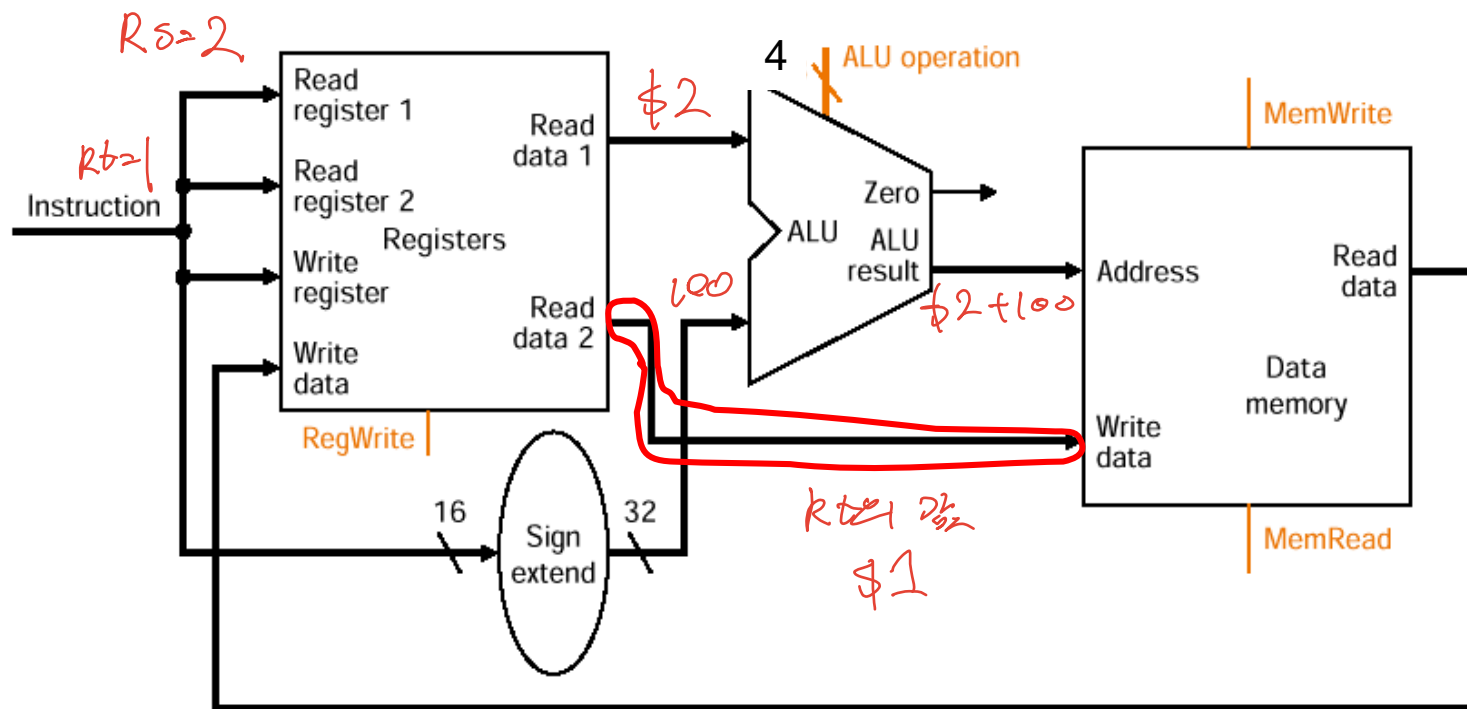 Rs=2
4
ALU operation
Read
register 1
$2
Read
data 1
MemWrite
Rt=1
Read
register 2
Instruction
Zero
Registers
ALU
ALU
result
Write
register
100
Address
Read
data
$2+100
Read
data 2
Write
data
Data
memory
RegWrite
Write
data
16
32
Sign
extend
$1
MemRead